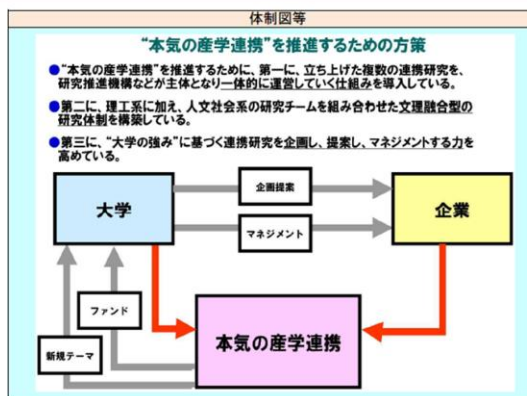 体制図等
“本気の産学連携”を推進するための方策
●“本気の産学連携”を推進するために、第一に、立ち上げた複数の連携研究を、
研究推進機構などが主体となり一体的に運営していく仕組みを導入している。
●第二に、理工系に加え、人文社会系の研究チームを組み合わせた文理融合型の
研究体制を構築している。
●第三に、“大学の強み”に基づく連携研究を企画し、提案し、マネジメントする力を
高めている。
大学
企画提案
マネジメント
企業
ファンド
新規テーマ
本気の産学連携